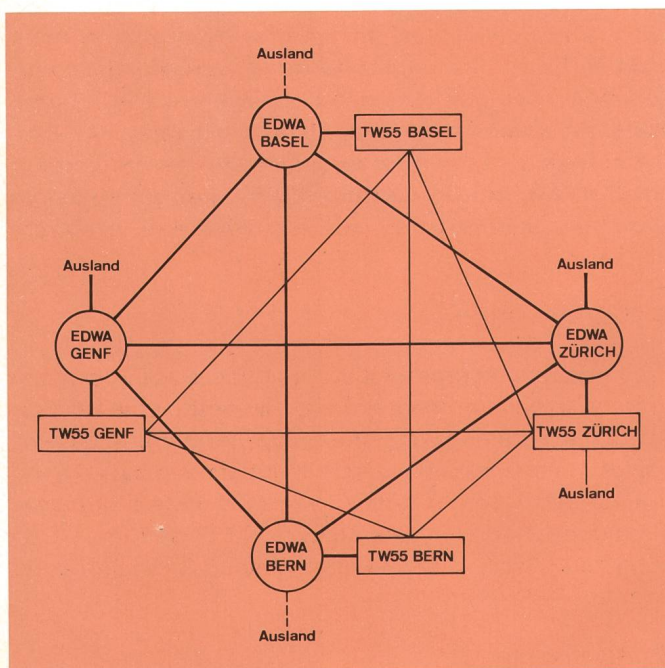 Ausland
EDWA
BASEL
TW55 BASEL
Ausland
Ausland
EDWA
GENF
EDWA
ZÜRICH
TW55 GENF
TW55 ZÜRICH
Ausland
EDWA
BERN
TW55 BERN
Ausland